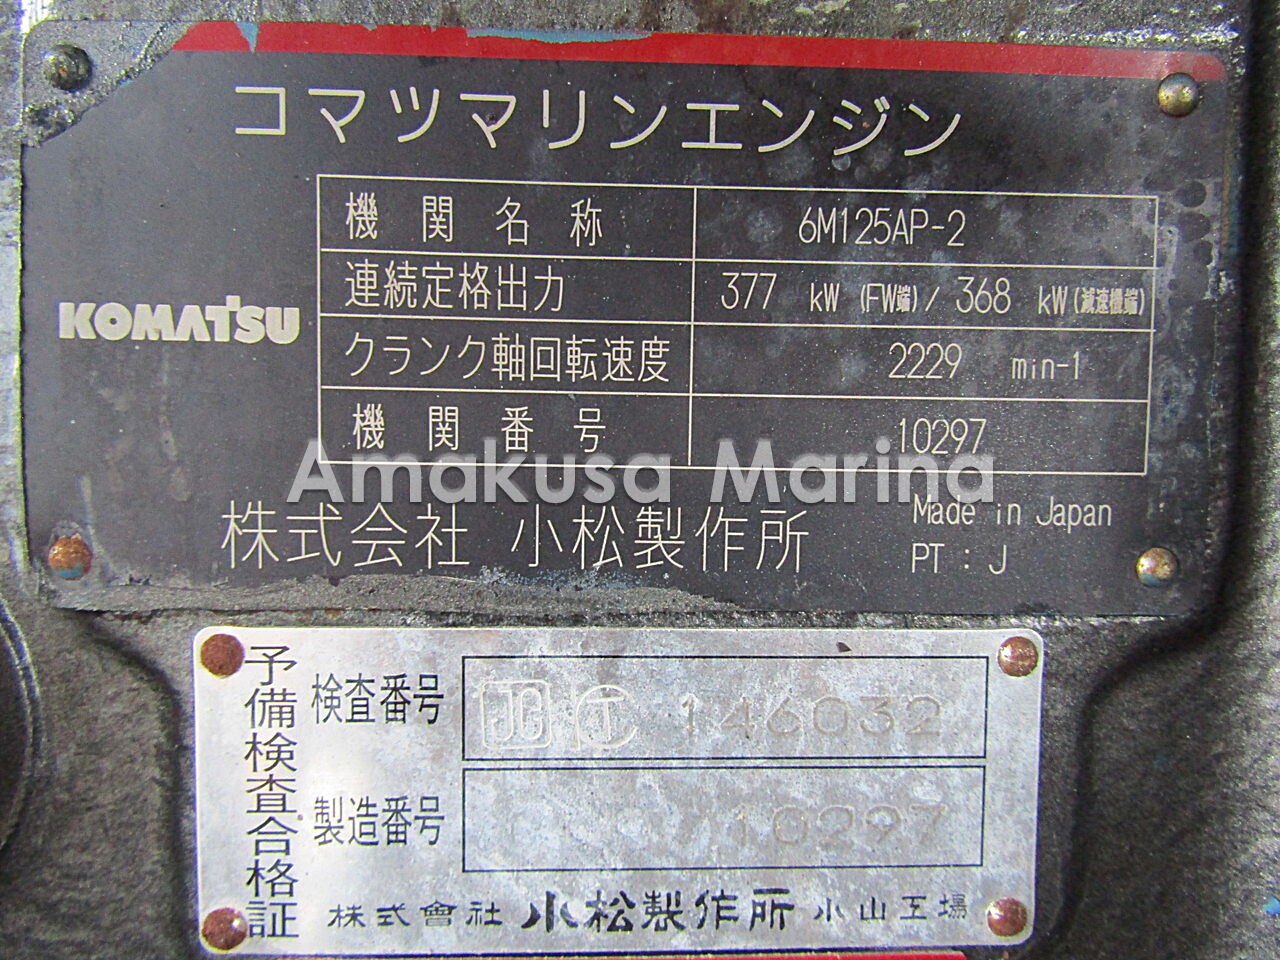 コマツマリンエンジン
機関名称 6M125AP-2
連続定格出力 377 kW (FW端) / 368 kW (減速機端)
KOMATSU
クランク軸回転速度 2229 min-1
機関番号 10297
Amakusa Marina
株式会社 小松製作所
Made in Japan
PT : J
予備検査合格証
検査番号 JG 146032
製造番号 10297
株式會社 小松製作所 小山工場